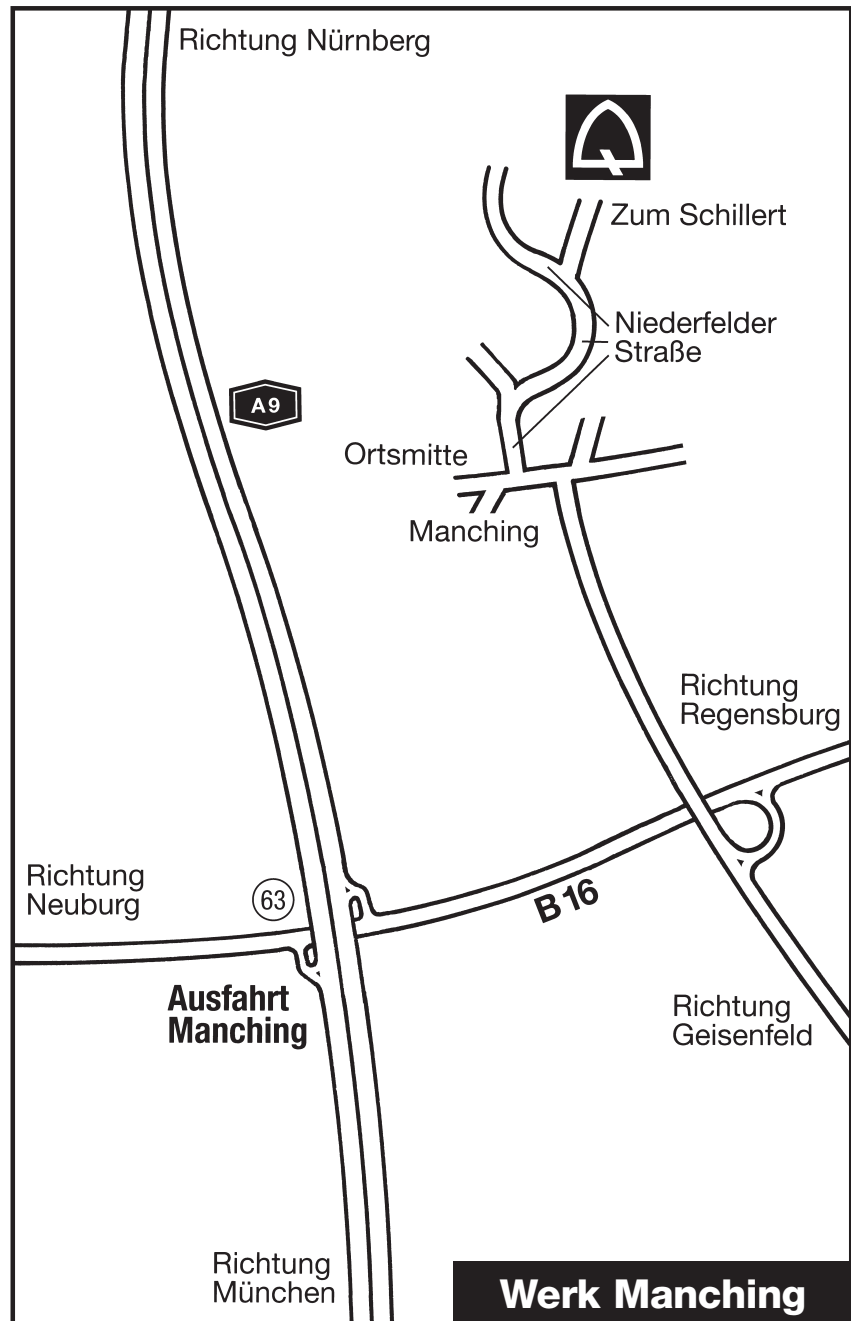 Richtung Nürnberg
Zum Schillert
Niederfelder
Straße
A9
Ortsmitte
Manching
Richtung
Regensburg
Richtung
Neuburg
63
B 16
Ausfahrt
Manching
Richtung
Geisenfeld
Richtung
München
Werk Manching